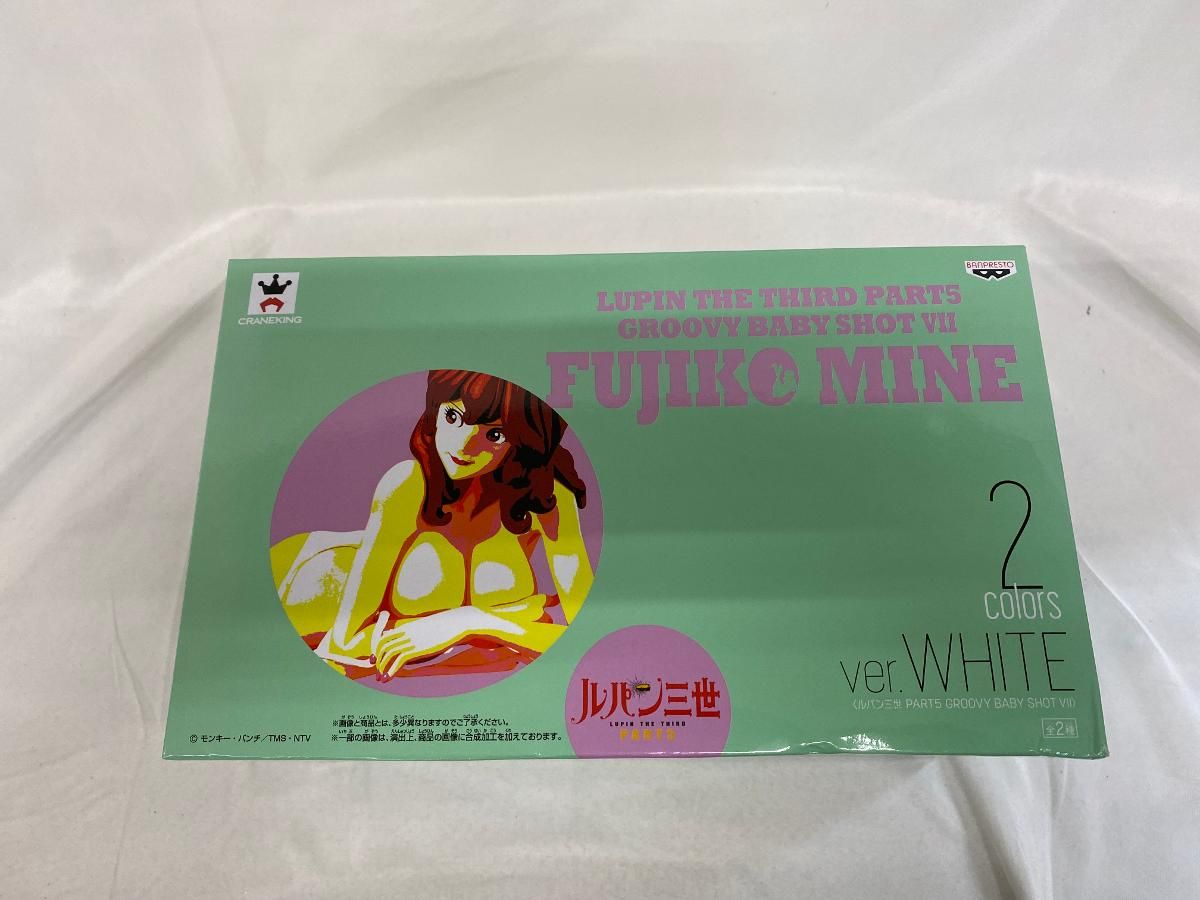 CRANEKING
BANPRESTO
LUPIN THE THIRD PART5
GROOVY BABY SHOT VII
FUJIKO MINE
2
colors
ver. WHITE
〈ルパン三世 PART5 GROOVY BABY SHOT VII〉
全2種
ルパン三世
LUPIN THE THIRD
PART5
※画像と商品とは、多少異なりますのでご了承ください。
※一部の画像は、演出上、商品の画像に合成加工を加えております。
© モンキー・パンチ/TMS・NTV